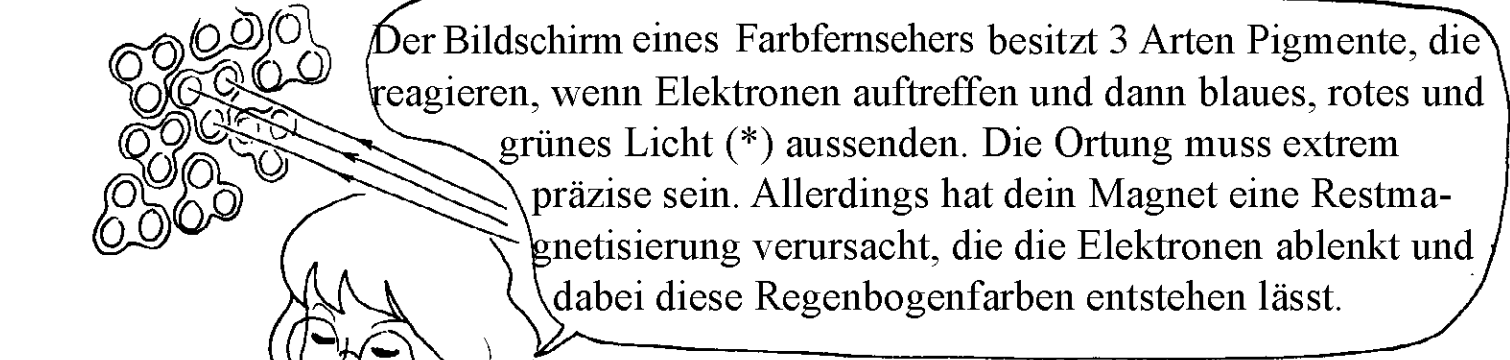 Der Bildschirm eines Farbfernsehers besitzt 3 Arten Pigmente, die
reagieren, wenn Elektronen auftreffen und dann blaues, rotes und
grünes Licht (*) aussenden. Die Ortung muss extrem
präzise sein. Allerdings hat dein Magnet eine Restma-
gnetisierung verursacht, die die Elektronen ablenkt und
dabei diese Regenbogenfarben entstehen lässt.